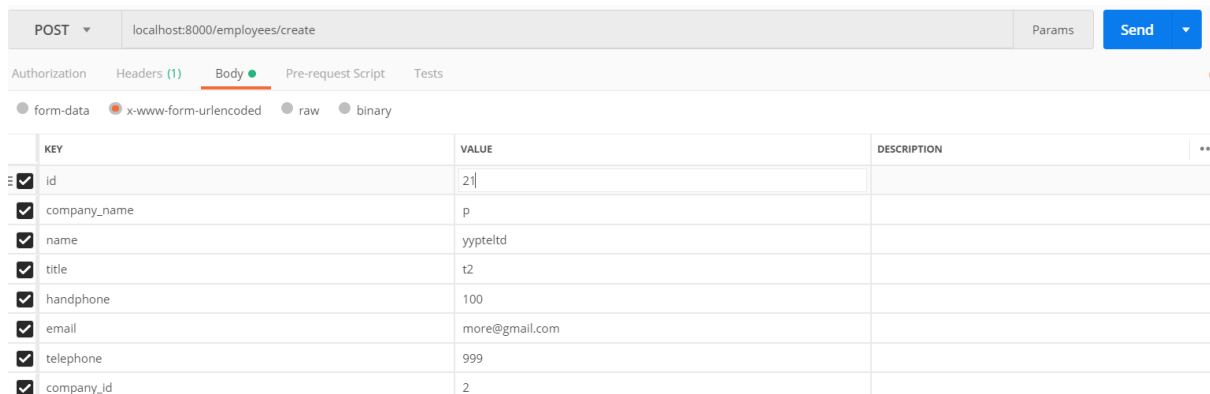 POST localhost:8000/employees/create Params Send
Authorization Headers (1) Body Pre-request Script Tests
form-data x-www-form-urlencoded raw binary
KEY VALUE DESCRIPTION
id 21
company_name p
name yypteltd
title t2
handphone 100
email more@gmail.com
telephone 999
company_id 2